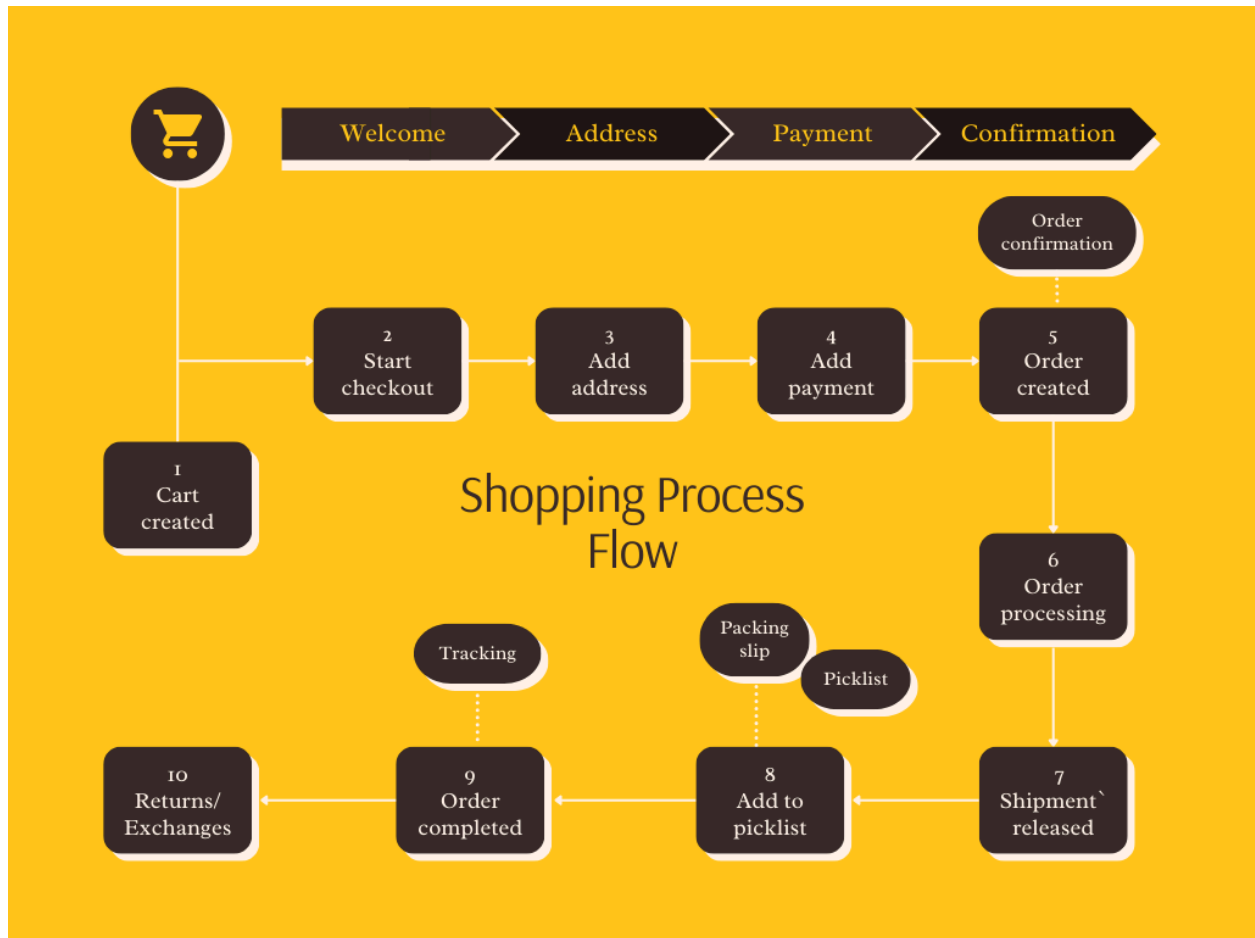 Welcome
Address
Payment
Confirmation
Order
confirmation
2
Start
checkout
3
Add
address
4
Add
payment
5
Order
created
1
Cart
created
Shopping Process
Flow
6
Order
processing
Tracking
Packing
slip
Picklist
10
Returns/
Exchanges
9
Order
completed
8
Add to
picklist
7
Shipment`
released